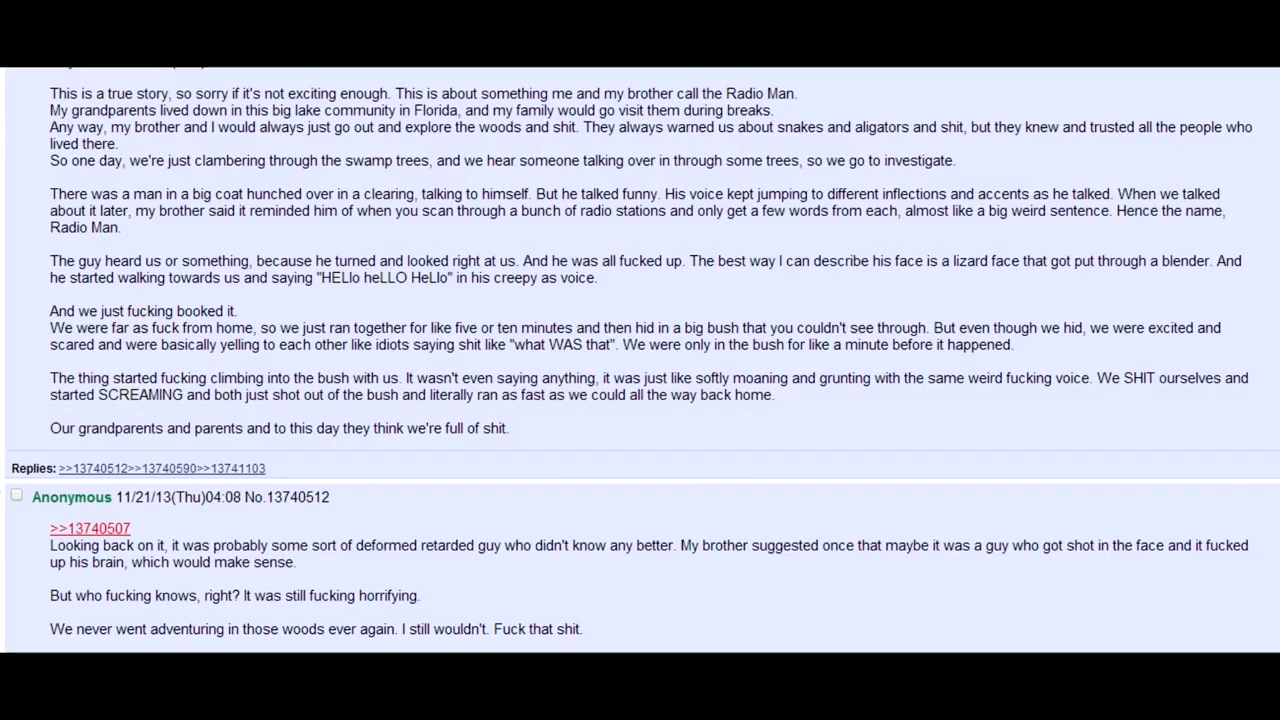 This is a true story, so sorry if it's not exciting enough. This is about something me and my brother call the Radio Man.
My grandparents lived down in this big lake community in Florida, and my family would go visit them during breaks.
Any way, my brother and I would always just go out and explore the woods and shit. They always warned us about snakes and aligators and shit, but they knew and trusted all the people who
lived there.
So one day, we're just clambering through the swamp trees, and we hear someone talking over in through some trees, so we go to investigate.
There was a man in a big coat hunched over in a clearing, talking to himself. But he talked funny. His voice kept jumping to different inflections and accents as he talked. When we talked
about it later, my brother said it reminded him of when you scan through a bunch of radio stations and only get a few words from each, almost like a big weird sentence. Hence the name,
Radio Man.
The guy heard us or something, because he turned and looked right at us. And he was all fucked up. The best way I can describe his face is a lizard face that got put through a blender. And
he started walking towards us and saying "HELlo heLLO HeLlo" in his creepy as voice.
And we just fucking booked it.
We were far as fuck from home, so we just ran together for like five or ten minutes and then hid in a big bush that you couldn't see through. But even though we hid, we were excited and
scared and were basically yelling to each other like idiots saying shit like "what WAS that". We were only in the bush for like a minute before it happened.
The thing started fucking climbing into the bush with us. It wasn't even saying anything, it was just like softly moaning and grunting with the same weird fucking voice. We SHIT ourselves and
started SCREAMING and both just shot out of the bush and literally ran as fast as we could all the way back home.
Our grandparents and parents and to this day they think we're full of shit.
Replies: >>13740512>>13740590>>13741103
Anonymous 11/21/13(Thu)04:08 No.13740512
>>13740507
Looking back on it, it was probably some sort of deformed retarded guy who didn't know any better. My brother suggested once that maybe it was a guy who got shot in the face and it fucked
up his brain, which would make sense.
But who fucking knows, right? It was still fucking horrifying.
We never went adventuring in those woods ever again. I still wouldn't. Fuck that shit.